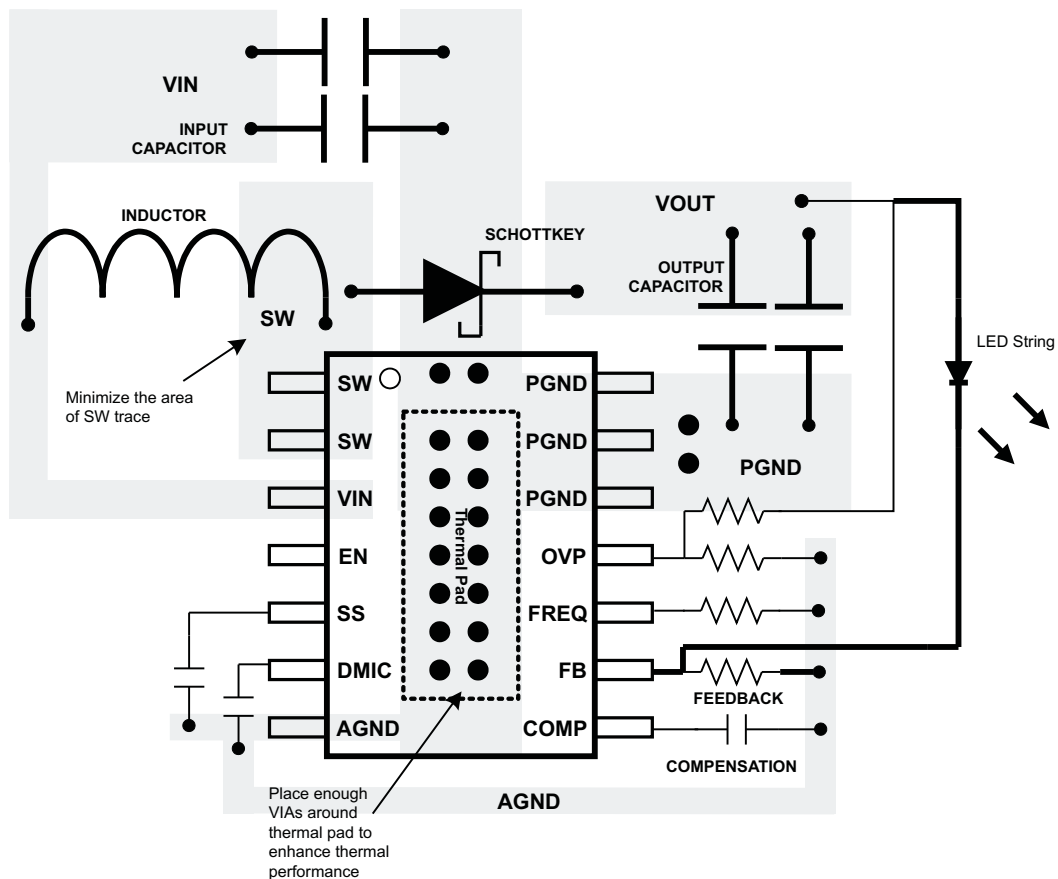 VIN
INPUT
CAPACITOR
INDUCTOR
SW
Minimize the area
of SW trace
SCHOTTKEY
VOUT
OUTPUT
CAPACITOR
LED String
SW
SW
VIN
EN
SS
DMIC
AGND
Thermal Pad
PGND
PGND
PGND
OVP
FREQ
FB
COMP
PGND
FEEDBACK
COMPENSATION
AGND
Place enough
VIAs around
thermal pad to
enhance thermal
performance